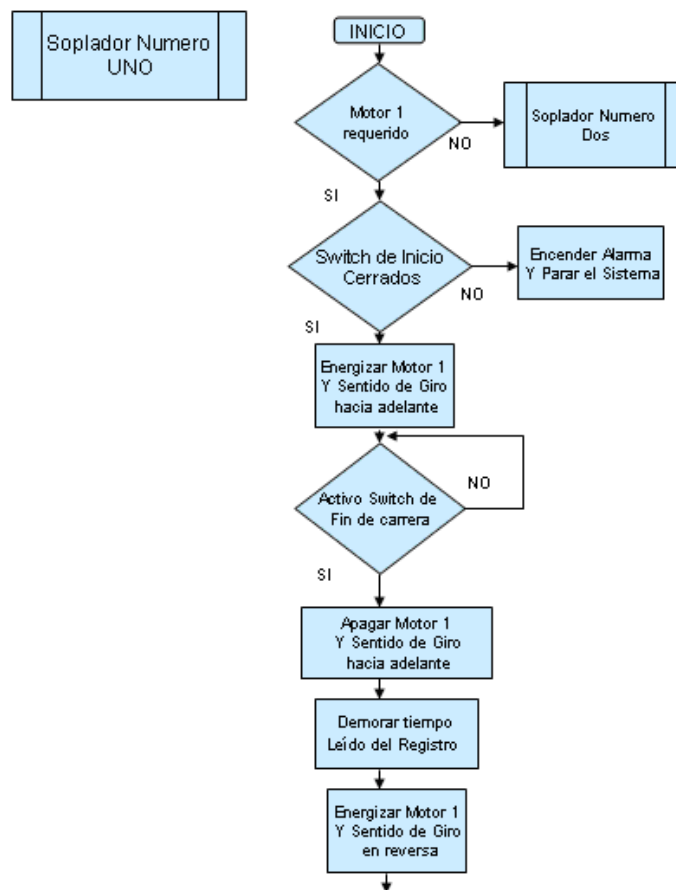 Soplador Numero
UNO
INICIO
Motor 1
requerido
NO
Soplador Numero
Dos
SI
Switch de Inicio
Cerrados
NO
Encender Alarma
Y Parar el Sistema
SI
Energizar Motor 1
Y Sentido de Giro
hacia adelante
Activo Switch de
Fin de carrera
NO
SI
Apagar Motor 1
Y Sentido de Giro
hacia adelante
Demorar tiempo
Leído del Registro
Energizar Motor 1
Y Sentido de Giro
en reversa